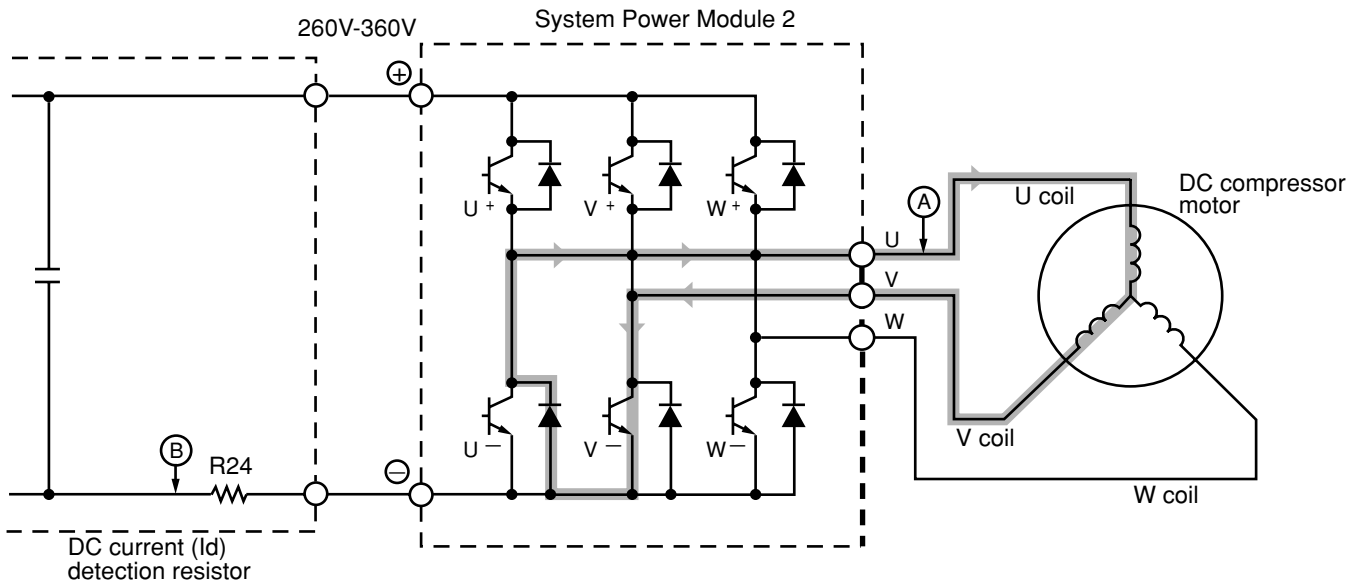 System Power Module 2
260V-360V
+
U +
V +
W +
A
U coil
DC compressor
motor
U
V
W
U —
V —
W —
V coil
W coil
B
R24
—
DC current (Id)
detection resistor